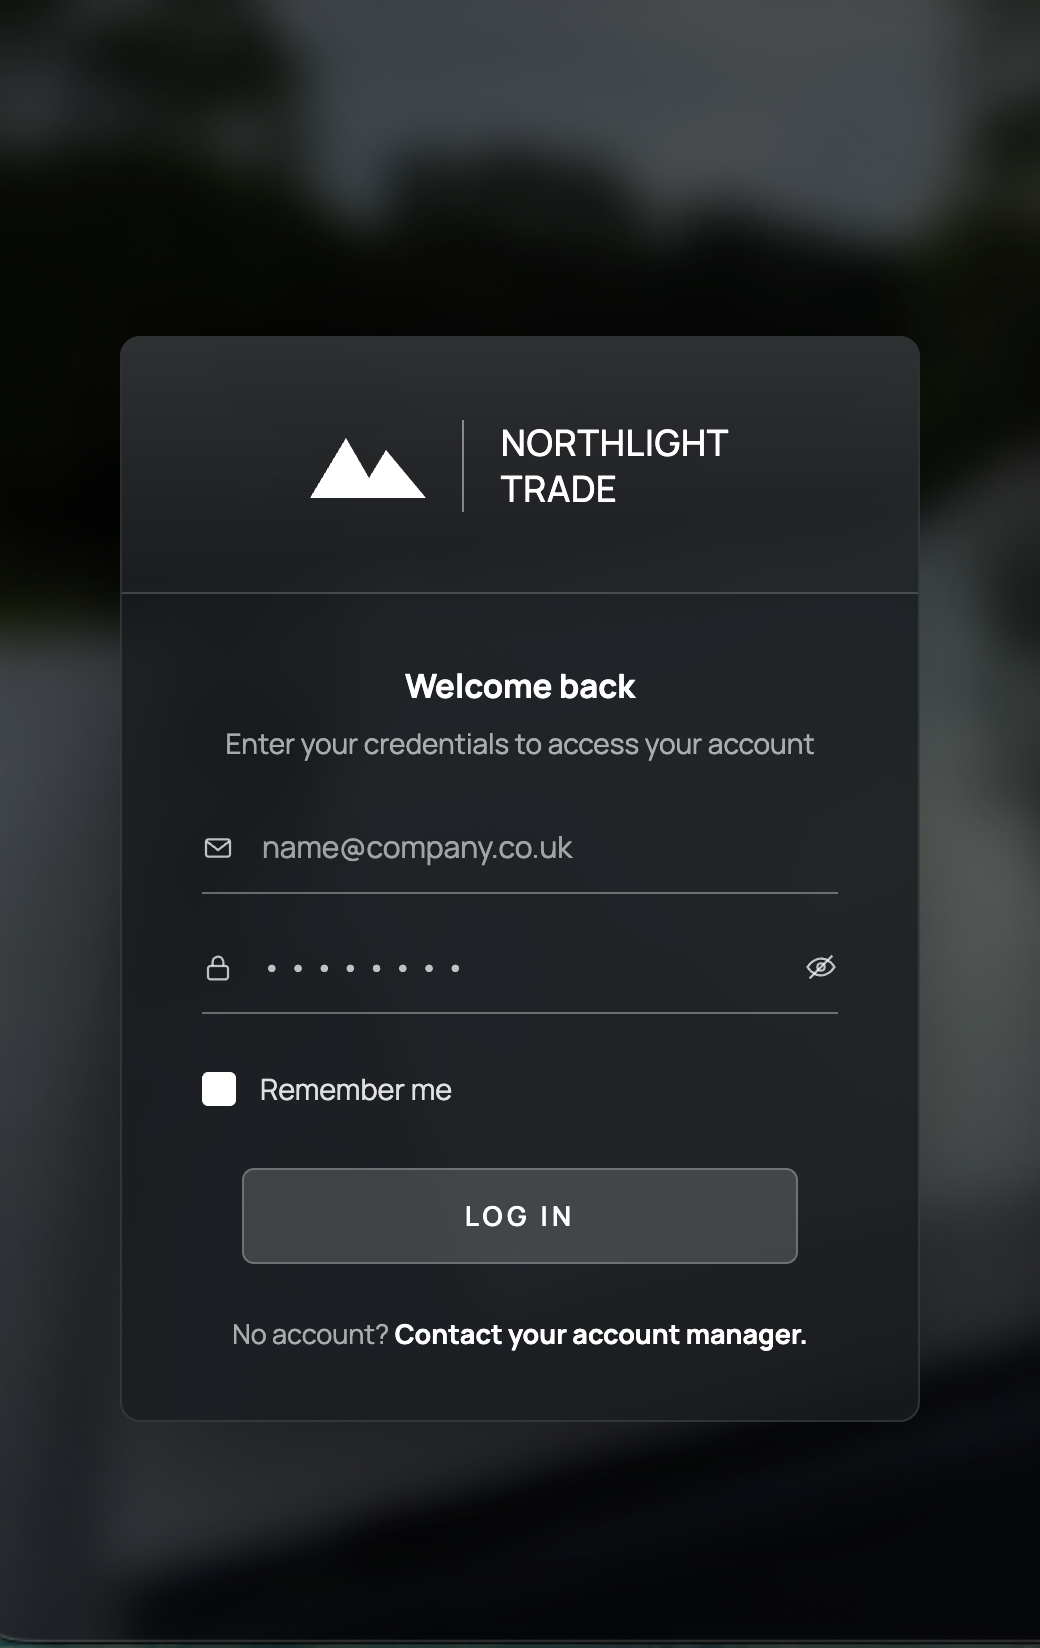 NORTHLIGHT
TRADE
Welcome back
Enter your credentials to access your account
name@company.co.uk
••••••••
Remember me
LOG IN
No account? Contact your account manager.